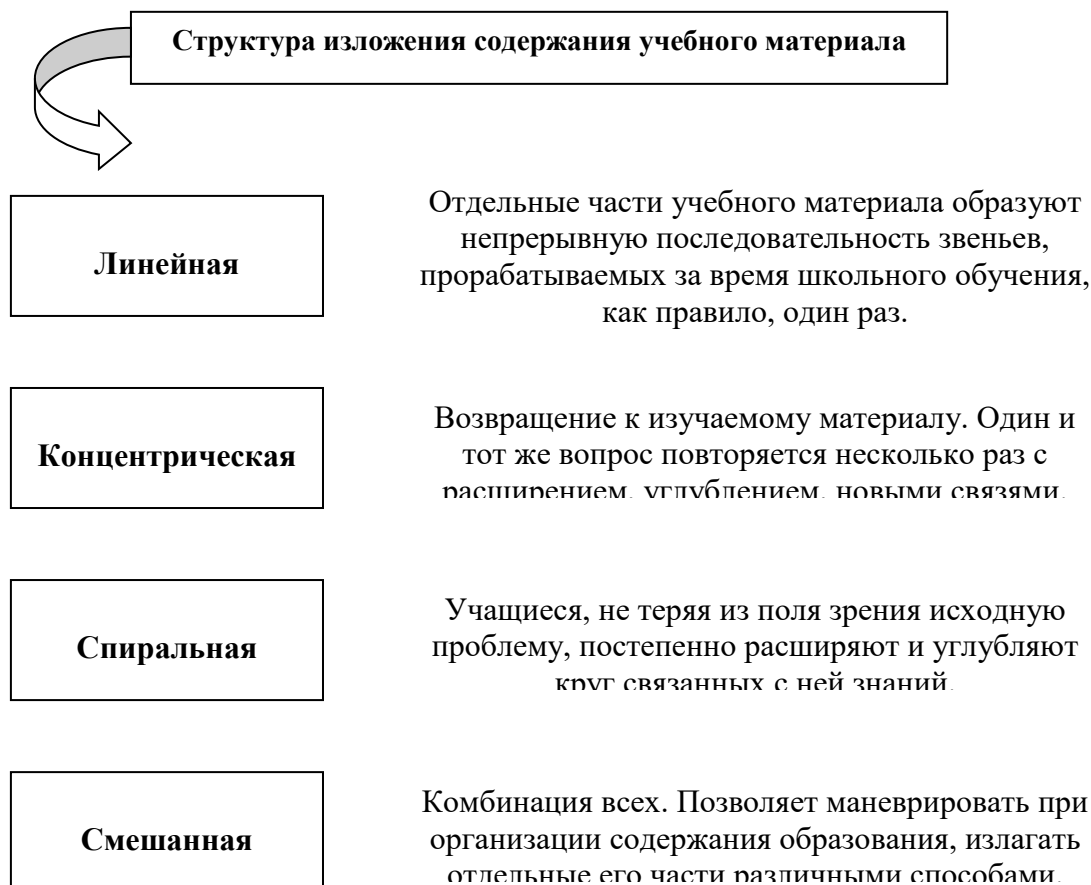 Структура изложения содержания учебного материала
Линейная
Отдельные части учебного материала образуют
непрерывную последовательность звеньев,
прорабатываемых за время школьного обучения,
как правило, один раз.
Концентрическая
Возвращение к изучаемому материалу. Один и
тот же вопрос повторяется несколько раз с
расширением, углублением, новыми связями.
Спиральная
Учащиеся, не теряя из поля зрения исходную
проблему, постепенно расширяют и углубляют
круг связанных с ней знаний.
Смешанная
Комбинация всех. Позволяет маневрировать при
организации содержания образования, излагать
отдельные его части различными способами.